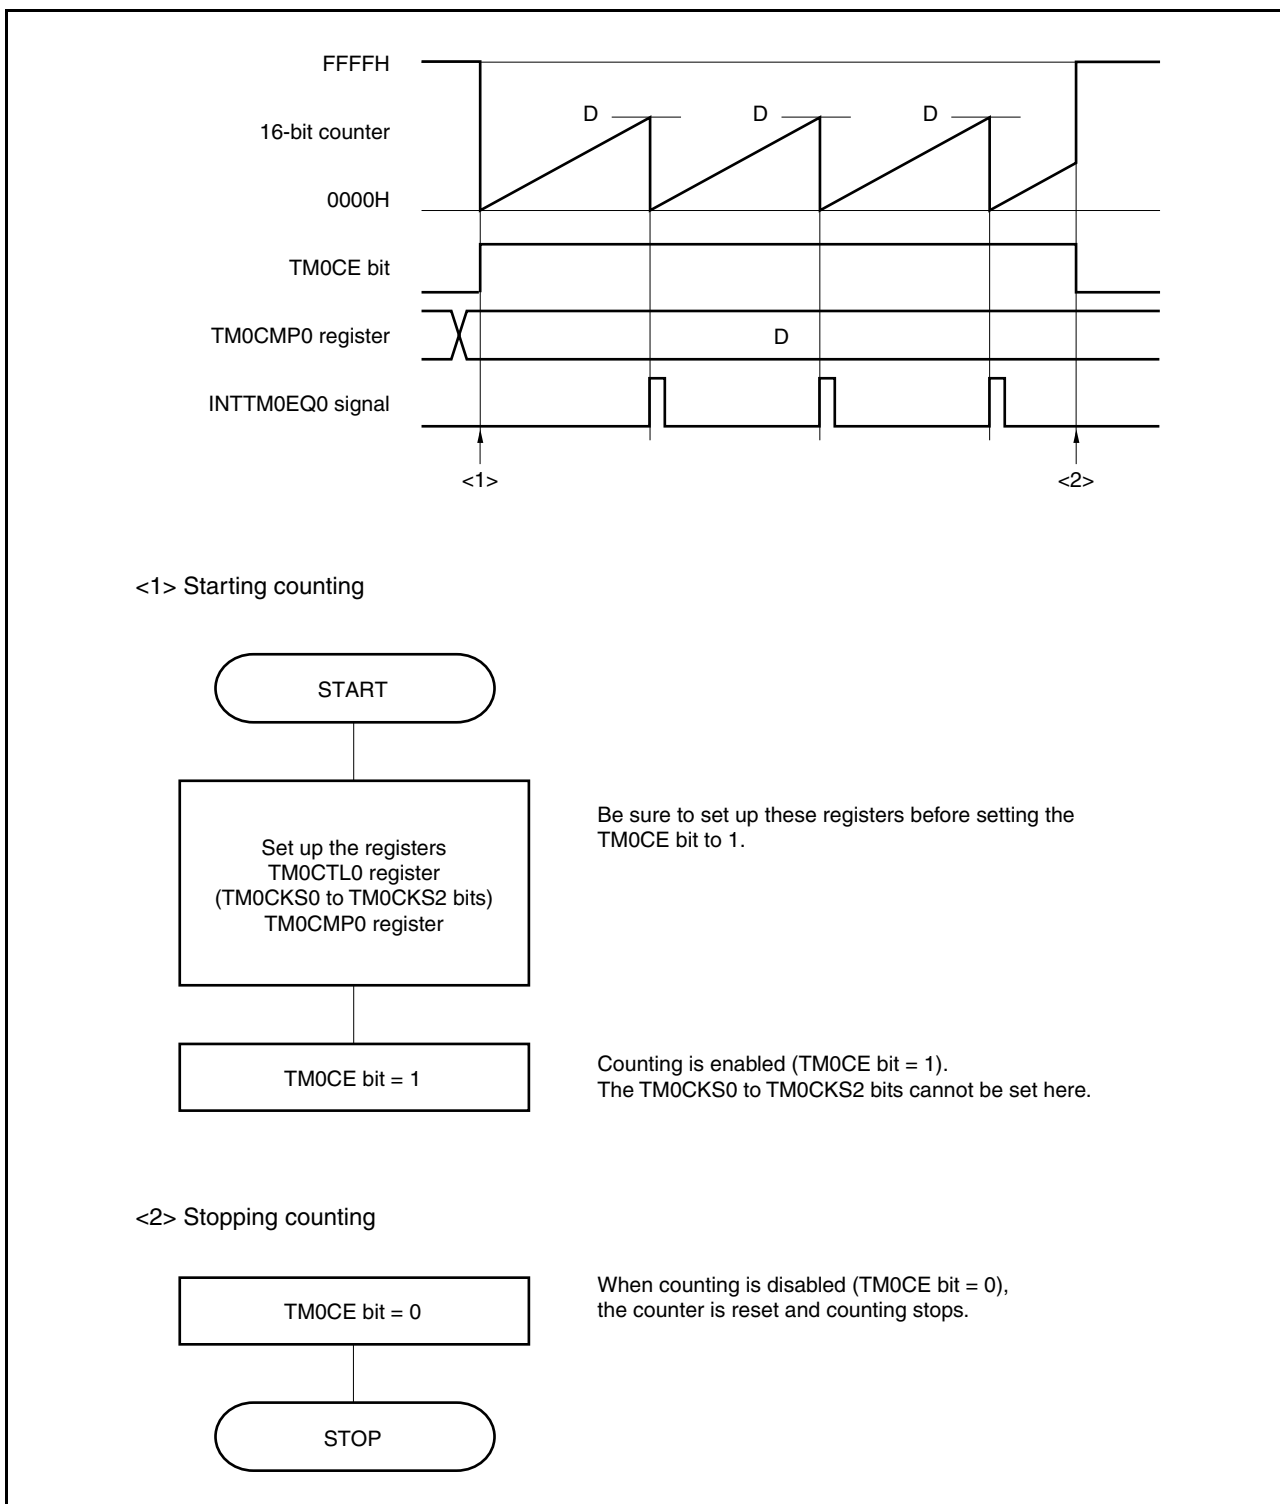 FFFFH
D D D
16-bit counter
0000H
TM0CE bit
TM0CMP0 register
D
INTTM0EQ0 signal
<1> <2>
<1> Starting counting
START
Set up the registers
TM0CTL0 register
(TM0CKS0 to TM0CKS2 bits)
TM0CMP0 register
Be sure to set up these registers before setting the
TM0CE bit to 1.
TM0CE bit = 1
Counting is enabled (TM0CE bit = 1).
The TM0CKS0 to TM0CKS2 bits cannot be set here.
<2> Stopping counting
TM0CE bit = 0
When counting is disabled (TM0CE bit = 0),
the counter is reset and counting stops.
STOP